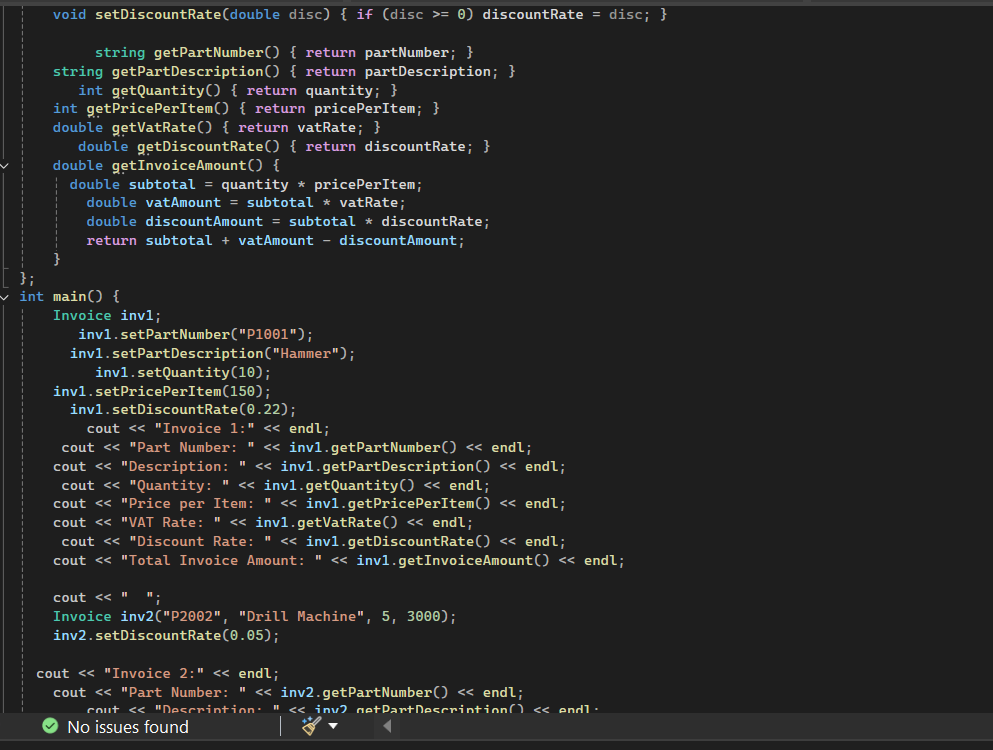 void setDiscountRate(double disc) { if (disc >= 0) discountRate = disc; }
string getPartNumber() { return partNumber; }
string getPartDescription() { return partDescription; }
int getQuantity() { return quantity; }
int getPricePerItem() { return pricePerItem; }
double getVatRate() { return vatRate; }
double getDiscountRate() { return discountRate; }
double getInvoiceAmount() {
double subtotal = quantity * pricePerItem;
double vatAmount = subtotal * vatRate;
double discountAmount = subtotal * discountRate;
return subtotal + vatAmount - discountAmount;
}
};
int main() {
Invoice inv1;
inv1.setPartNumber("P1001");
inv1.setPartDescription("Hammer");
inv1.setQuantity(10);
inv1.setPricePerItem(150);
inv1.setDiscountRate(0.22);
cout << "Invoice 1:" << endl;
cout << "Part Number: " << inv1.getPartNumber() << endl;
cout << "Description: " << inv1.getPartDescription() << endl;
cout << "Quantity: " << inv1.getQuantity() << endl;
cout << "Price per Item: " << inv1.getPricePerItem() << endl;
cout << "VAT Rate: " << inv1.getVatRate() << endl;
cout << "Discount Rate: " << inv1.getDiscountRate() << endl;
cout << "Total Invoice Amount: " << inv1.getInvoiceAmount() << endl;
cout << "  ";
Invoice inv2("P2002", "Drill Machine", 5, 3000);
inv2.setDiscountRate(0.05);
cout << "Invoice 2:" << endl;
cout << "Part Number: " << inv2.getPartNumber() << endl;
cout << "Description: " << inv2.getPartDescription() << endl;
No issues found